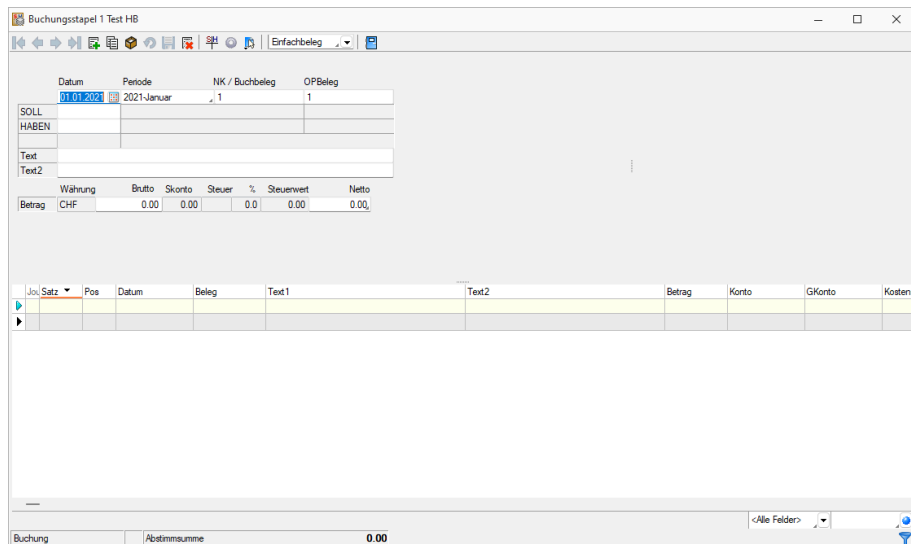 Buchungsstapel 1 Test HB
S|H Einfachbeleg
Datum Periode NK / Buchbeleg OPBeleg
01.01.2021 2021-Januar 1 1
SOLL
HABEN
Text
Text2
Währung Brutto Skonto Steuer % Steuerwert Netto
Betrag CHF 0.00 0.00 0.0 0.00 0.00
Jou Satz Pos Datum Beleg Text1 Text2 Betrag Konto GKonto Kosten
<Alle Felder>
Buchung Abstimmsumme 0.00